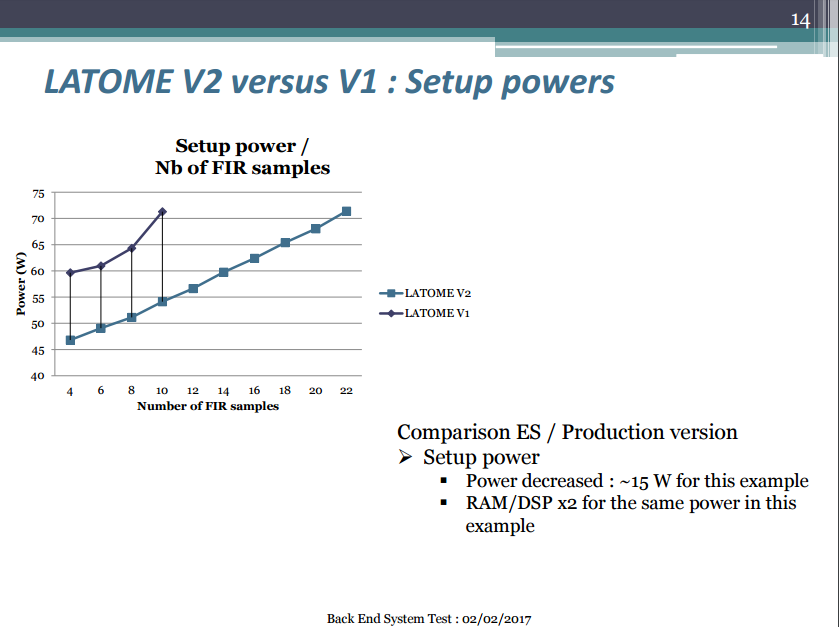 14
LATOME V2 versus V1 : Setup powers
Setup power /
Nb of FIR samples
75
70
65
60
55
50
45
40
Power (W)
4 6 8 10 12 14 16 18 20 22
Number of FIR samples
LATOME V2
LATOME V1
Comparison ES / Production version
➢ Setup power
▪ Power decreased : ~15 W for this example
▪ RAM/DSP x2 for the same power in this
example
Back End System Test : 02/02/2017